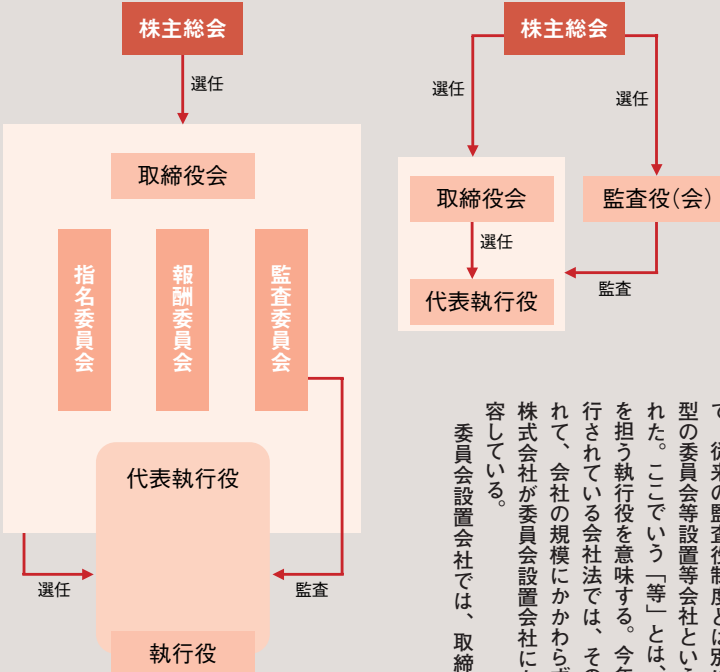 株主総会
選任
取締役会
指名委員会
報酬委員会
監査委員会
代表執行役
選任
監査
執行役
株主総会
選任
選任
取締役会
監査役（会）
選任
代表執行役
監査
従来の監査役制度とは別
型の委員会等設置等会社という
れた。ここでいう「等」とは、
を担う執行役を意味する。今年
行されている会社法では、その
れて、会社の規模にかかわらず
株式会社が委員会設置会社に
容している。
委員会設置会社では、取締